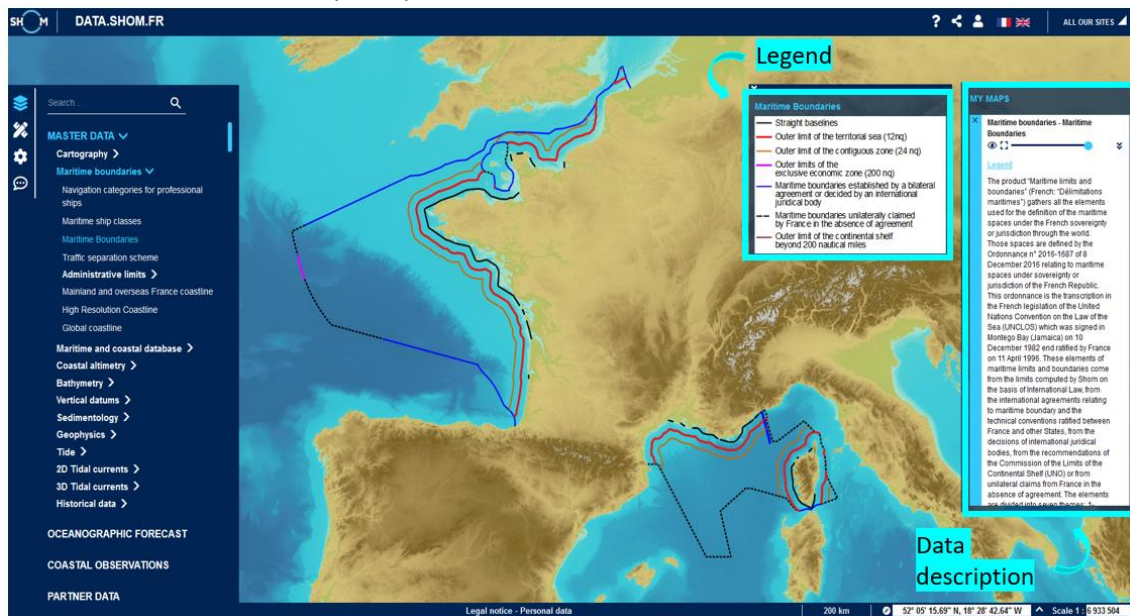 SHOM DATA.SHOM.FR
? ALL OUR SITES
Legend
Search...
MASTER DATA
Cartography
Maritime boundaries
Navigation categories for professional
ships
Maritime ship classes
Maritime Boundaries
Traffic separation scheme
Administrative limits
Mainland and overseas France coastline
High Resolution Coastline
Global coastline
Maritime and coastal database
Coastal altimetry
Bathymetry
Vertical datums
Sedimentology
Geophysics
Tide
2D Tidal currents
3D Tidal currents
Historical data
OCEANOGRAPHIC FORECAST
COASTAL OBSERVATIONS
PARTNER DATA
Maritime Boundaries
Straight baselines
Outer limit of the territorial sea (12nq)
Outer limit of the contiguous zone (24 nq)
Outer limits of the
exclusive economic zone (200 nq)
Maritime boundaries established by a bilateral
agreement or decided by an international
juridical body
Maritime boundaries unilaterally claimed
by France in the absence of agreement
Outer limit of the continental shelf
beyond 200 nautical miles
MY MAPS
Maritime boundaries - Maritime
Boundaries
Legend
The product "Maritime limits and
boundaries" (French: "Délimitations
maritimes") gathers all the elements
used for the definition of the maritime
spaces under the French sovereignty
or jurisdiction through the world.
Those spaces are defined by the
Ordonnance n° 2016-1687 of 8
December 2016 relating to maritime
spaces under sovereignty or
jurisdiction of the French Republic.
This ordonnance is the transcription in
the French legislation of the United
Nations Convention on the Law of the
Sea (UNCLOS) which was signed in
Montego Bay (Jamaica) on 10
December 1982 end ratified by France
on 11 April 1996. These elements of
maritime limits and boundaries come
from the limits computed by Shom on
the basis of International Law, from
the international agreements relating
to maritime boundary and the
technical conventions ratified between
France and other States, from the
decisions of international juridical
bodies, from the recommendations of
the Commission of the Limits of the
Continental Shelf (UNO) or from
unilateral claims from France in the
absence of agreement. The elements
are divided into seven themes: 1-
Data
description
Legal notice - Personal data
200 km
52° 05' 15.69" N, 18° 28' 42.64" W
Scale 1 : 6 933 504